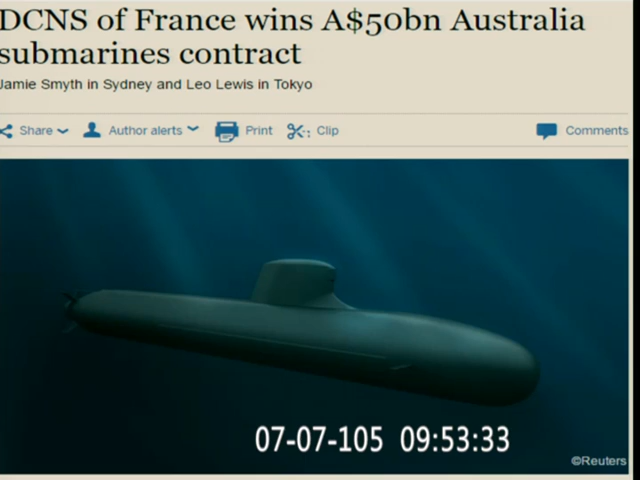 DCNS of France wins A$50bn Australia
submarines contract
Jamie Smyth in Sydney and Leo Lewis in Tokyo
Share Author alerts Print Clip Comments
07-07-105 09:53:33
©Reuters